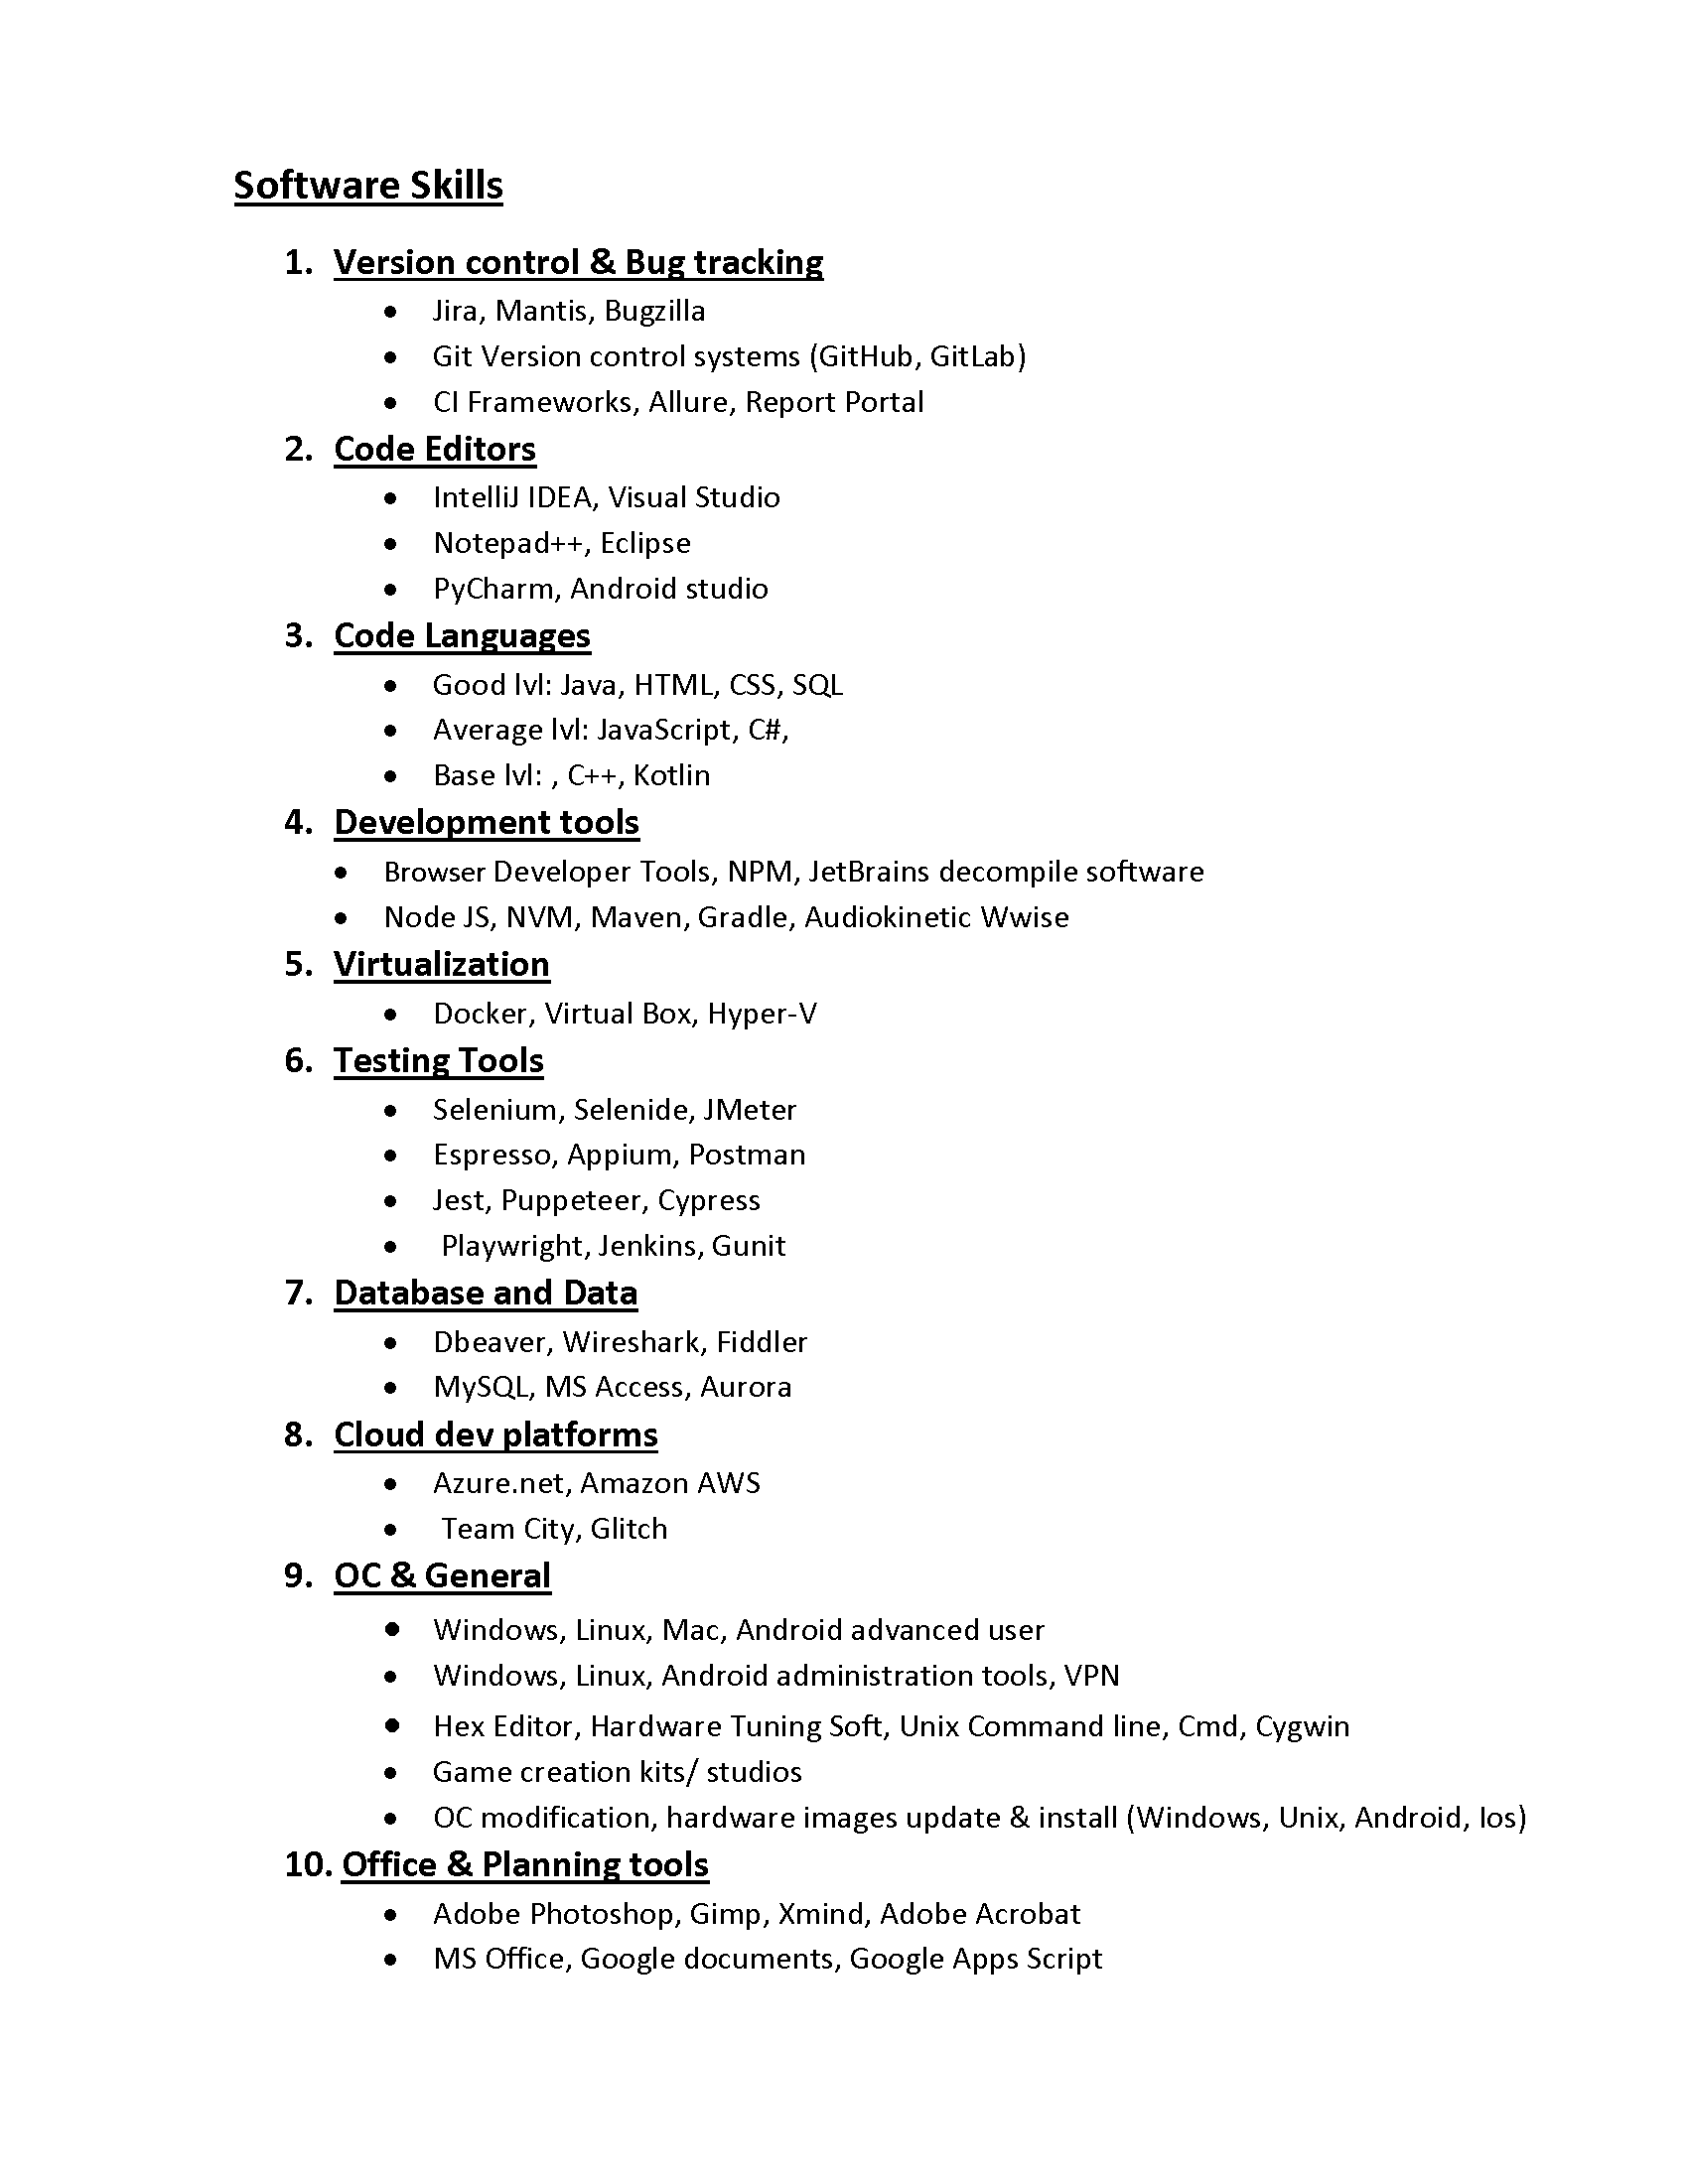 Software Skills
1. Version control & Bug tracking
• Jira, Mantis, Bugzilla
• Git Version control systems (GitHub, GitLab)
• CI Frameworks, Allure, Report Portal
2. Code Editors
• IntelliJ IDEA, Visual Studio
• Notepad++, Eclipse
• PyCharm, Android studio
3. Code Languages
• Good lvl: Java, HTML, CSS, SQL
• Average lvl: JavaScript, C#,
• Base lvl: , C++, Kotlin
4. Development tools
• Browser Developer Tools, NPM, JetBrains decompile software
• Node JS, NVM, Maven, Gradle, Audiokinetic Wwise
5. Virtualization
• Docker, Virtual Box, Hyper-V
6. Testing Tools
• Selenium, Selenide, JMeter
• Espresso, Appium, Postman
• Jest, Puppeteer, Cypress
• Playwright, Jenkins, Gunit
7. Database and Data
• Dbeaver, Wireshark, Fiddler
• MySQL, MS Access, Aurora
8. Cloud dev platforms
• Azure.net, Amazon AWS
• Team City, Glitch
9. OC & General
• Windows, Linux, Mac, Android advanced user
• Windows, Linux, Android administration tools, VPN
• Hex Editor, Hardware Tuning Soft, Unix Command line, Cmd, Cygwin
• Game creation kits/ studios
• OC modification, hardware images update & install (Windows, Unix, Android, Ios)
10. Office & Planning tools
• Adobe Photoshop, Gimp, Xmind, Adobe Acrobat
• MS Office, Google documents, Google Apps Script